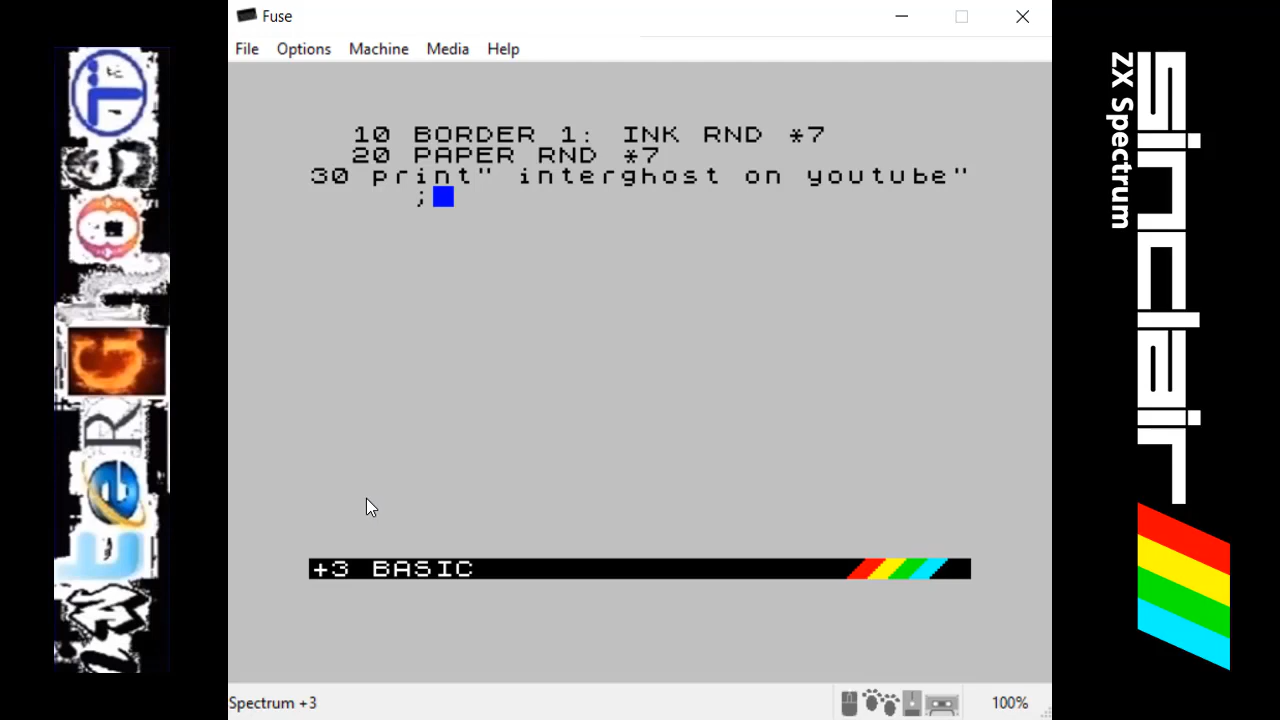 Fuse
File Options Machine Media Help
10 BORDER 1: INK RND *7
20 PAPER RND *7
30 print" interghost on youtube"
;
+3 BASIC
Spectrum +3
100%
inTerGhosT
sinclair
ZX Spectrum